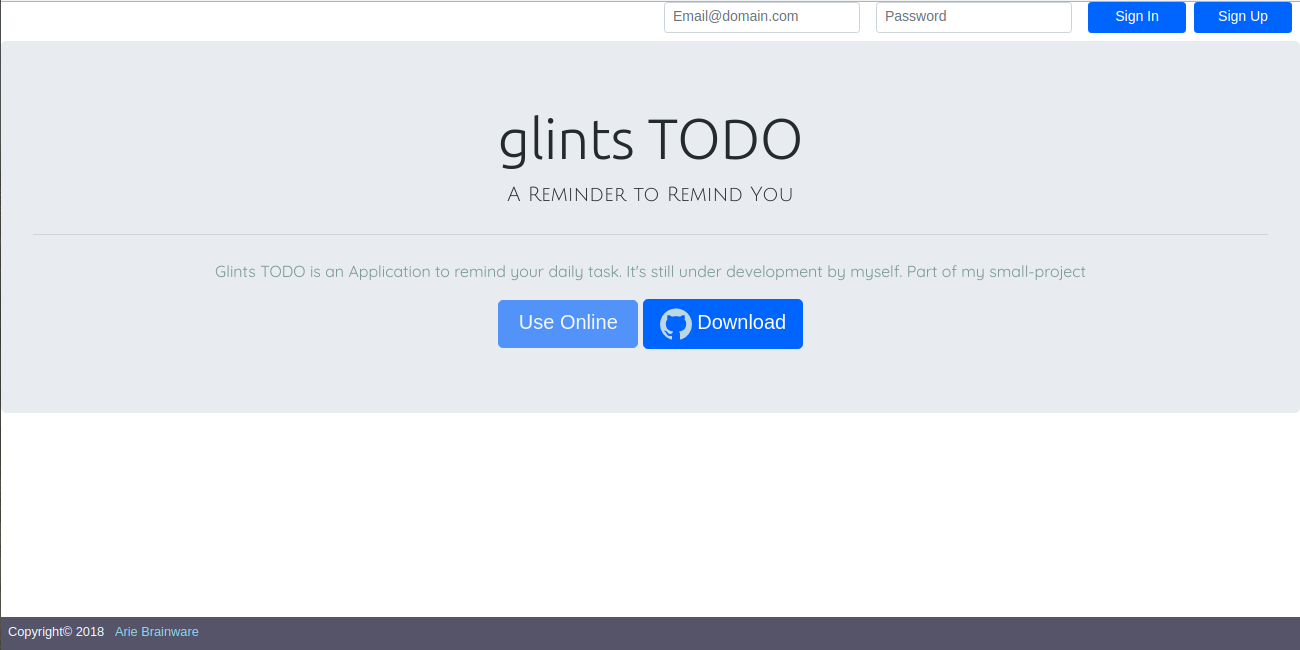 Email@domain.com Password Sign In Sign Up
glints TODO
A Reminder to Remind You
Glints TODO is an Application to remind your daily task. It's still under development by myself. Part of my small-project
Use Online Download
Copyright© 2018 Arie Brainware